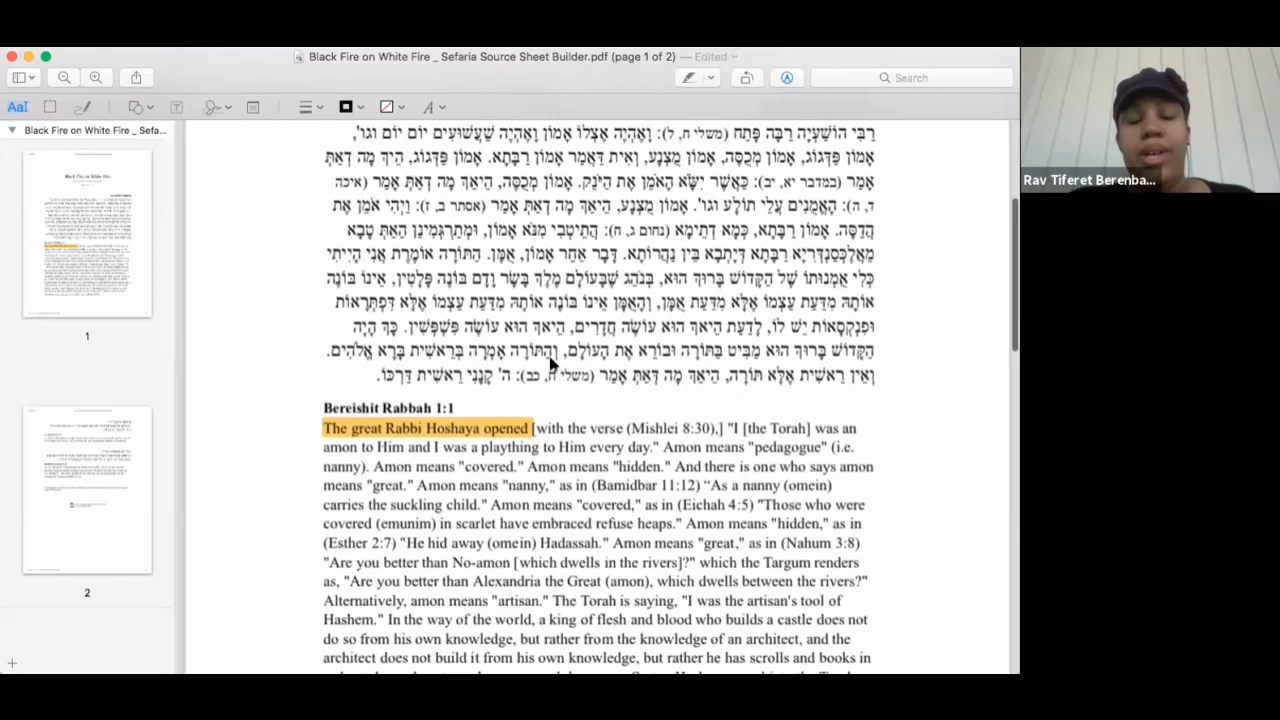 Black Fire on White Fire _ Sefaria Source Sheet Builder.pdf (page 1 of 2) — Edited
Search
Black Fire on White Fire _ Sefa...
רַבִּי הוֹשַׁעְיָה רַבָּה פָּתַח (משלי ח, ל): וָאֶהְיֶה אֶצְלוֹ אָמוֹן וָאֶהְיֶה שַׁעֲשׁוּעִים יוֹם יוֹם וגו',
אָמוֹן פַּדְּגוֹג, אָמוֹן מְכֻסֶּה, אָמוֹן מֻצְנָע, וְאִית דַּאֲמַר אָמוֹן רַבָּתָא. אָמוֹן פַּדְּגוֹג, הֵיךְ מָה דְאַתְּ
אָמַר (במדבר יא, יב): כַּאֲשֶׁר יִשָּׂא הָאֹמֵן אֶת הַיֹּנֵק. אָמוֹן מְכֻסֶּה, הֵיאַךְ מָה דְאַתְּ אָמַר (איכה
ד, ה): הָאֱמֻנִים עֲלֵי תוֹלָע וגו'. אָמוֹן מֻצְנָע, הֵיאַךְ מָה דְאַתְּ אָמַר (אסתר ב, ז): וַיְהִי אֹמֵן אֶת
הֲדַסָּה. אָמוֹן רַבָּתָא, כְּמָא דְתֵימָא (נחום ג, ח): הֲתֵיטְבִי מִנֹּא אָמוֹן, וּמְתַרְגְּמִינַן הַאַתְּ טָבָא
מֵאֲלֶכְּסַנְדְּרִיָּא רַבָּתָא דְּיָתְבָא בֵּין נַהֲרוֹתָא. דָּבָר אַחֵר אָמוֹן, אֻמָּן. הַתּוֹרָה אוֹמֶרֶת אֲנִי הָיִיתִי
כְּלִי אֻמְנוּתוֹ שֶׁל הַקָּדוֹשׁ בָּרוּךְ הוּא, בְּנֹהַג שֶׁבָּעוֹלָם מֶלֶךְ בָּשָׂר וָדָם בּוֹנֶה פָּלָטִין, אֵינוֹ בּוֹנֶה
אוֹתָהּ מִדַּעַת עַצְמוֹ אֶלָּא מִדַּעַת אֻמָּן, וְהָאֻמָּן אֵינוֹ בּוֹנֶה אוֹתָהּ מִדַּעַת עַצְמוֹ אֶלָּא דִּפְתְּרָאוֹת
וּפִנְקְסָאוֹת יֵשׁ לוֹ, לָדַעַת הֵיאַךְ הוּא עוֹשֶׂה חֲדָרִים, הֵיאַךְ הוּא עוֹשֶׂה פִּשְׁפְּשִׁין. כָּךְ הָיָה
הַקָּדוֹשׁ בָּרוּךְ הוּא מַבִּיט בַּתּוֹרָה וּבוֹרֵא אֶת הָעוֹלָם, וְהַתּוֹרָה אָמְרָה בְּרֵאשִׁית בָּרָא אֱלֹהִים.
וְאֵין רֵאשִׁית אֶלָּא תּוֹרָה, הֵיאַךְ מָה דְּאַתְּ אָמַר (משלי ח, כב): ה' קָנָנִי רֵאשִׁית דַּרְכּוֹ.
Bereishit Rabbah 1:1
The great Rabbi Hoshaya opened [with the verse (Mishlei 8:30),] "I [the Torah] was an
amon to Him and I was a plaything to Him every day." Amon means "pedagogue" (i.e.
nanny). Amon means "covered." Amon means "hidden." And there is one who says amon
means "great." Amon means "nanny," as in (Bamidbar 11:12) “As a nanny (omein)
carries the suckling child." Amon means "covered," as in (Eichah 4:5) "Those who were
covered (emunim) in scarlet have embraced refuse heaps." Amon means "hidden," as in
(Esther 2:7) "He hid away (omein) Hadassah." Amon means "great," as in (Nahum 3:8)
"Are you better than No-amon [which dwells in the rivers]?" which the Targum renders
as, "Are you better than Alexandria the Great (amon), which dwells between the rivers?"
Alternatively, amon means "artisan." The Torah is saying, "I was the artisan's tool of
Hashem." In the way of the world, a king of flesh and blood who builds a castle does not
do so from his own knowledge, but rather from the knowledge of an architect, and the
architect does not build it from his own knowledge, but rather he has scrolls and books in
1
2
Rav Tiferet Berenba...